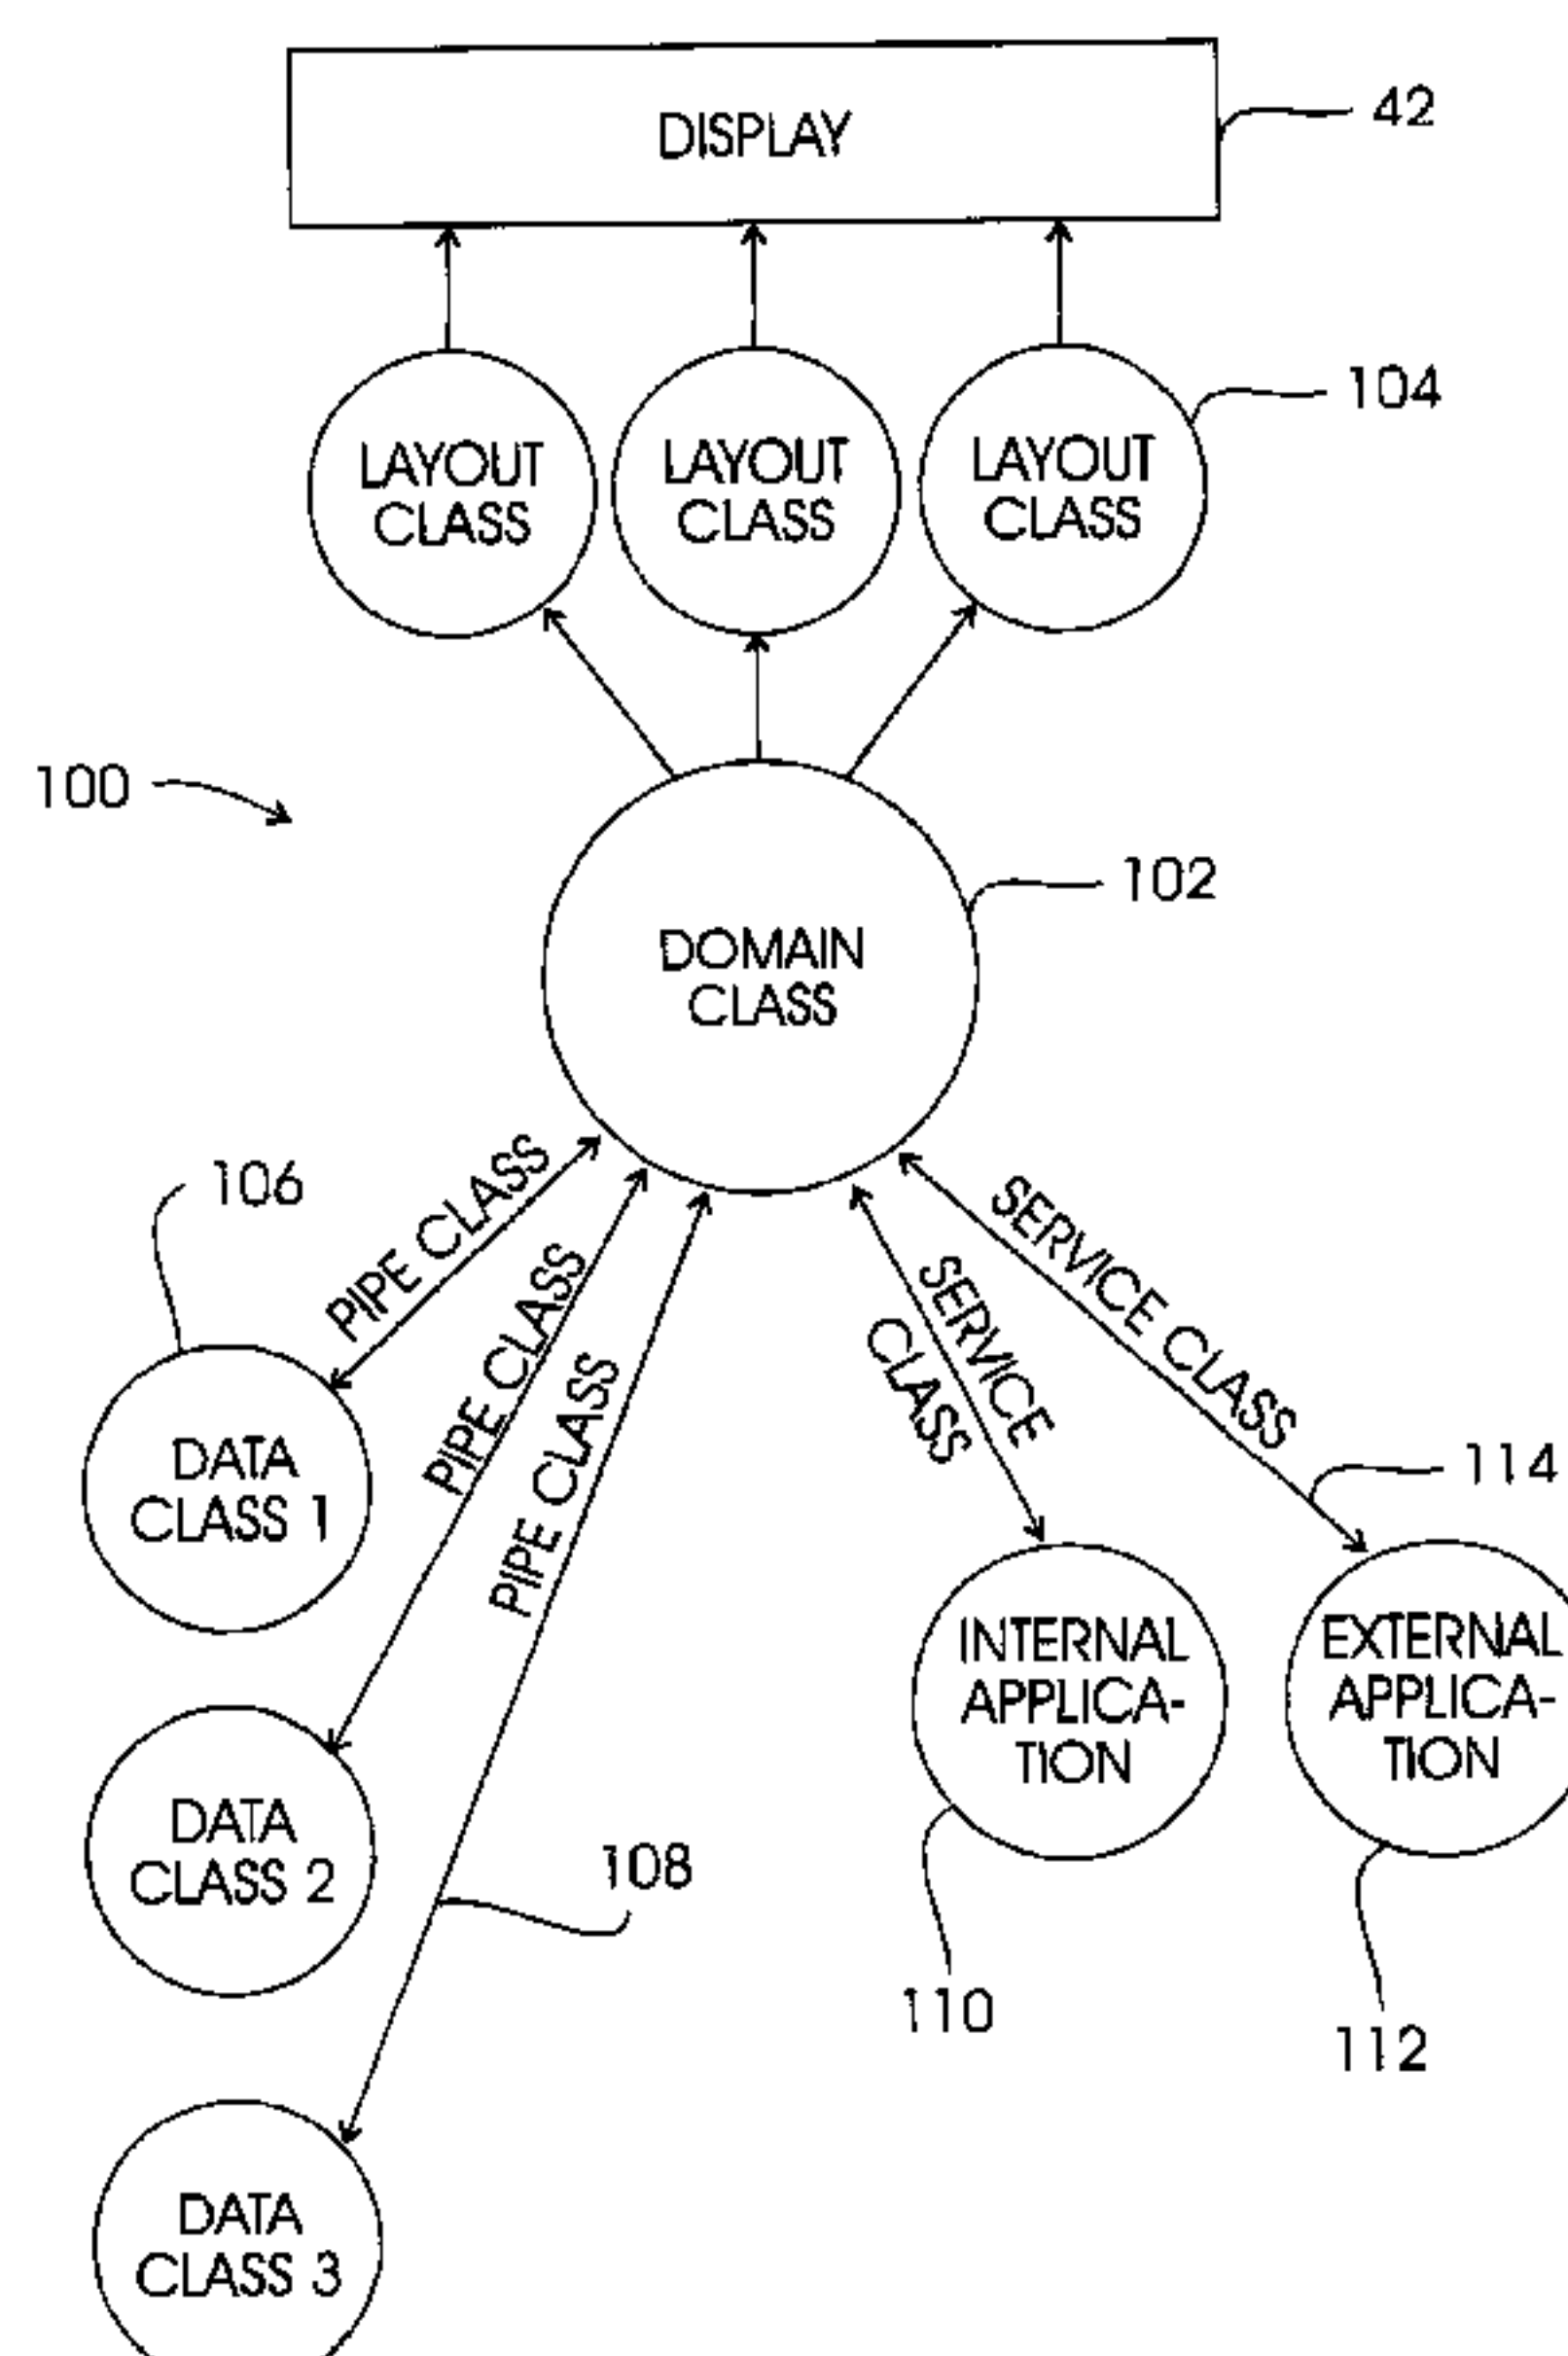 DISPLAY
42
LAYOUT
CLASS
LAYOUT
CLASS
LAYOUT
CLASS
104
100
102
DOMAIN
CLASS
106
PIPE CLASS
PIPE CLASS
PIPE CLASS
SERVICE
CLASS
SERVICE CLASS
114
DATA
CLASS 1
INTERNAL
APPLICA-
TION
EXTERNAL
APPLICA-
TION
DATA
CLASS 2
108
110
112
DATA
CLASS 3